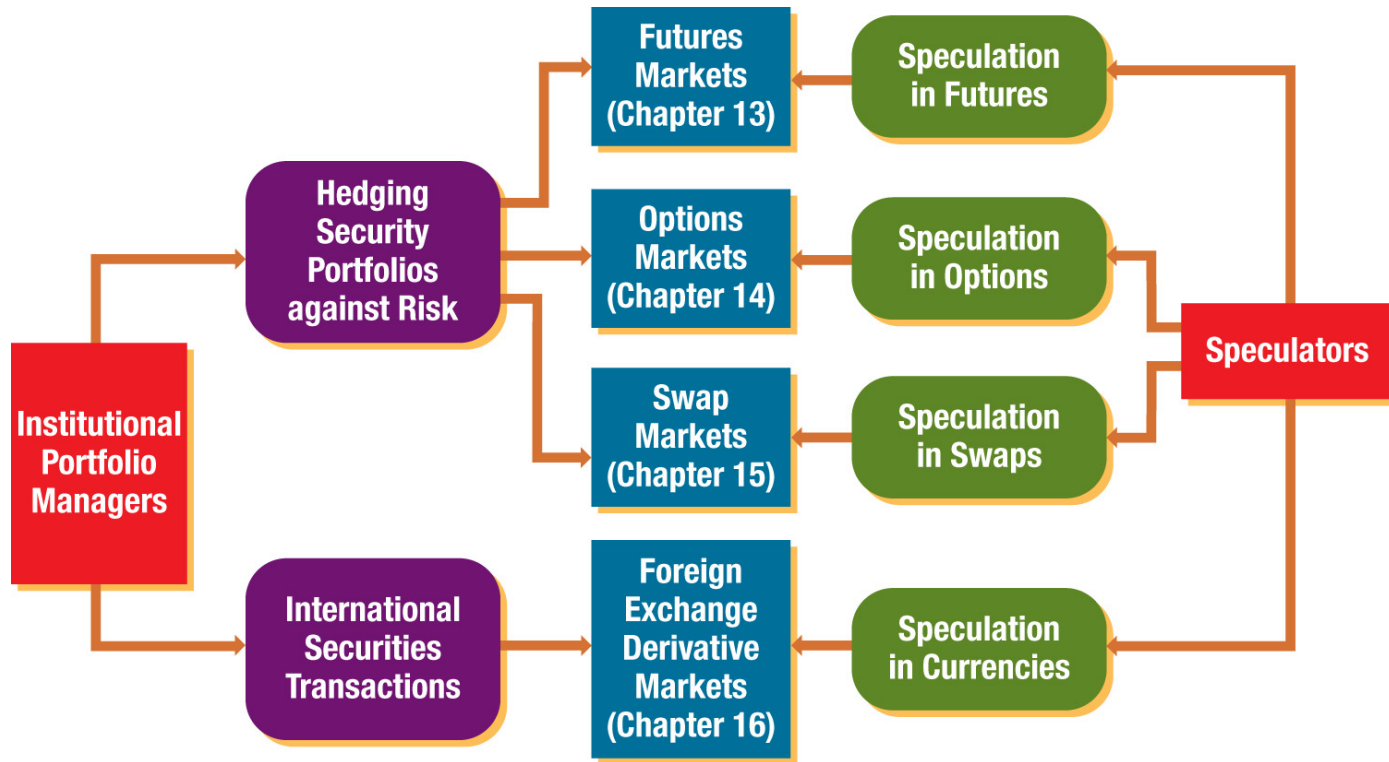 Institutional
Portfolio
Managers
Hedging
Security
Portfolios
against Risk
International
Securities
Transactions
Futures
Markets
(Chapter 13)
Options
Markets
(Chapter 14)
Swap
Markets
(Chapter 15)
Foreign
Exchange
Derivative
Markets
(Chapter 16)
Speculation
in Futures
Speculation
in Options
Speculation
in Swaps
Speculation
in Currencies
Speculators